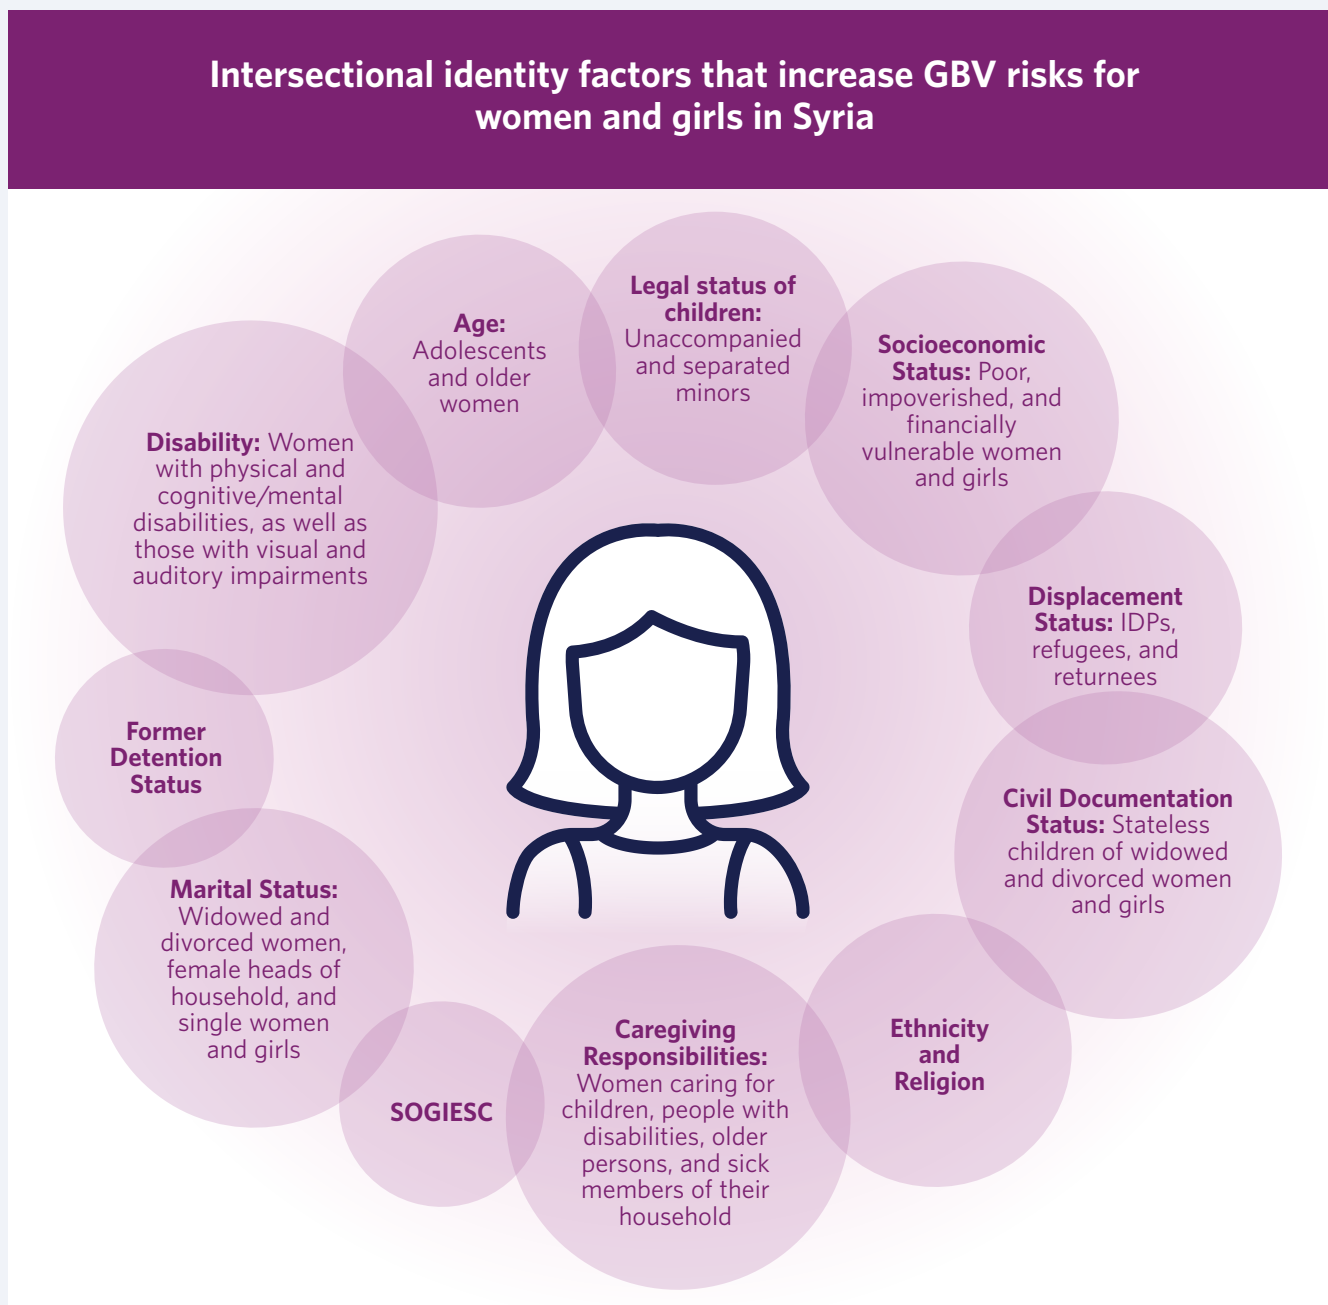 Intersectional identity factors that increase GBV risks for
women and girls in Syria
Age:
Adolescents
and older
women
Legal status of
children:
Unaccompanied
and separated
minors
Socioeconomic
Status: Poor,
impoverished, and
financially
vulnerable women
and girls
Disability: Women
with physical and
cognitive/mental
disabilities, as well as
those with visual and
auditory impairments
Displacement
Status: IDPs,
refugees, and
returnees
Former
Detention
Status
Civil Documentation
Status: Stateless
children of widowed
and divorced women
and girls
Marital Status:
Widowed and
divorced women,
female heads of
household, and
single women
and girls
SOGIESC
Caregiving
Responsibilities:
Women caring for
children, people with
disabilities, older
persons, and sick
members of their
household
Ethnicity
and
Religion